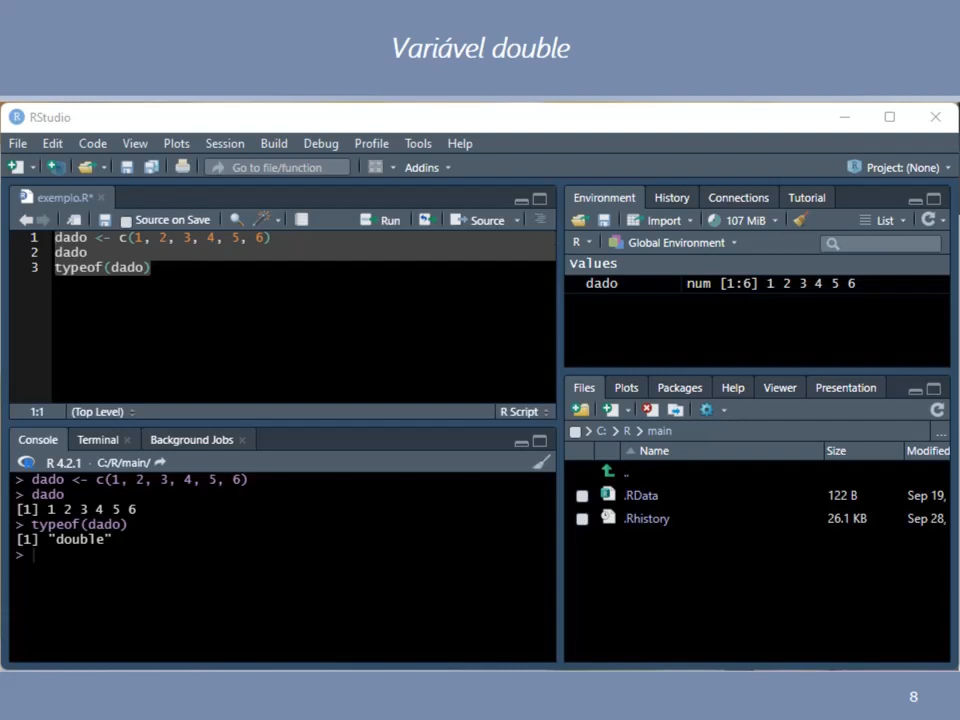 Variável double
RStudio
File Edit Code View Plots Session Build Debug Profile Tools Help
Go to file/function Addins Project: (None)
exemplo.R*
Source on Save Run Source
1 dado <- c(1, 2, 3, 4, 5, 6)
2 dado
3 typeof(dado)
1:1 (Top Level) R Script
Console Terminal Background Jobs
R 4.2.1 · C:/R/main/
> dado <- c(1, 2, 3, 4, 5, 6)
> dado
[1] 1 2 3 4 5 6
> typeof(dado)
[1] "double"
>
Environment History Connections Tutorial
Import 107 MiB List
R Global Environment
Values
dado num [1:6] 1 2 3 4 5 6
Files Plots Packages Help Viewer Presentation
C: > R > main ...
Name Size Modified
..
.RData 122 B Sep 19,
.Rhistory 26.1 KB Sep 28,
8